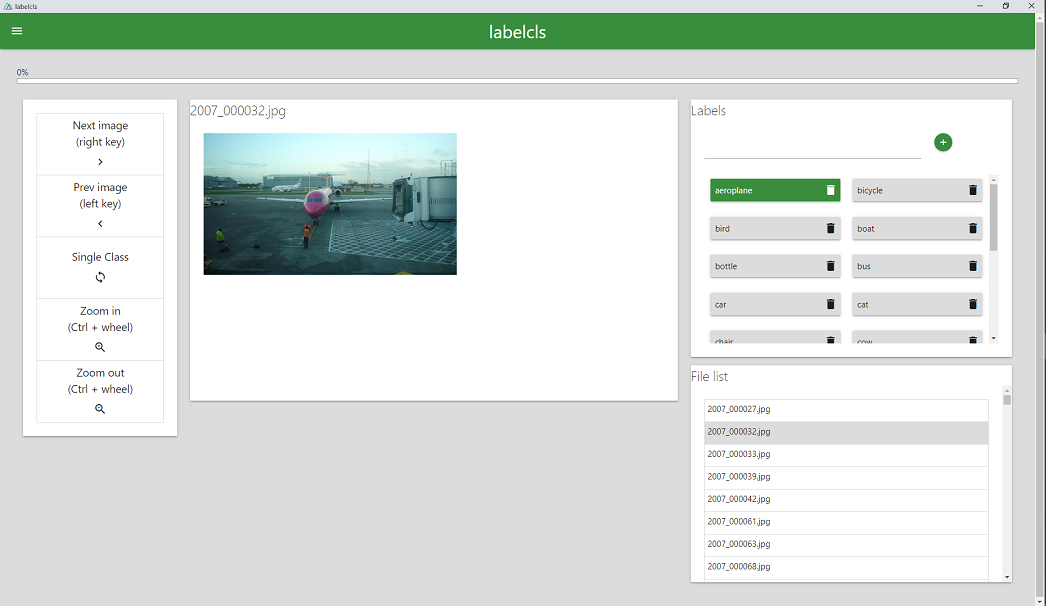 labelcls
labelcls
0%
Next image
(right key)
Prev image
(left key)
Single Class
Zoom in
(Ctrl + wheel)
Zoom out
(Ctrl + wheel)
2007_000032.jpg
Labels
aeroplane
bicycle
bird
boat
bottle
bus
car
cat
chair
cow
File list
2007_000027.jpg
2007_000032.jpg
2007_000033.jpg
2007_000039.jpg
2007_000042.jpg
2007_000061.jpg
2007_000063.jpg
2007_000068.jpg